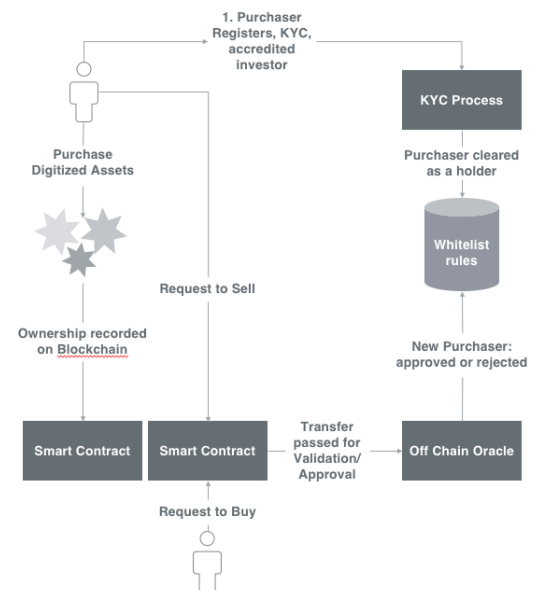 1. Purchaser
Registers, KYC,
accredited
investor
KYC Process
Purchase
Digitized Assets
Purchaser cleared
as a holder
Whitelist
rules
Request to Sell
Ownership recorded
on Blockchain
New Purchaser:
approved or rejected
Smart Contract
Smart Contract
Transfer
passed for
Validation/
Approval
Off Chain Oracle
Request to Buy